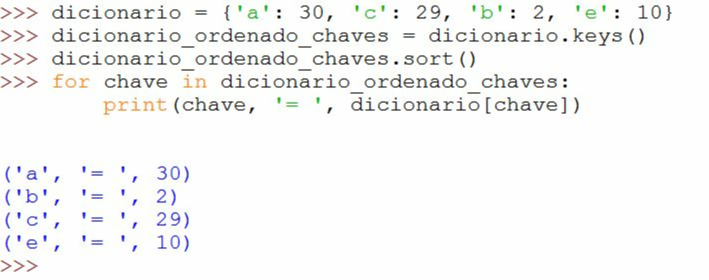 >>> dicionario = {'a': 30, 'c': 29, 'b': 2, 'e': 10}
>>> dicionario_ordenado_chaves = dicionario.keys()
>>> dicionario_ordenado_chaves.sort()
>>> for chave in dicionario_ordenado_chaves:
        print(chave, '= ', dicionario[chave])
('a', '= ', 30)
('b', '= ', 2)
('c', '= ', 29)
('e', '= ', 10)
>>>